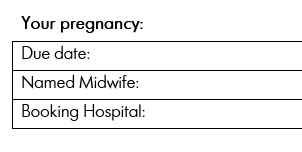 Your pregnancy:
Due date:
Named Midwife:
Booking Hospital: